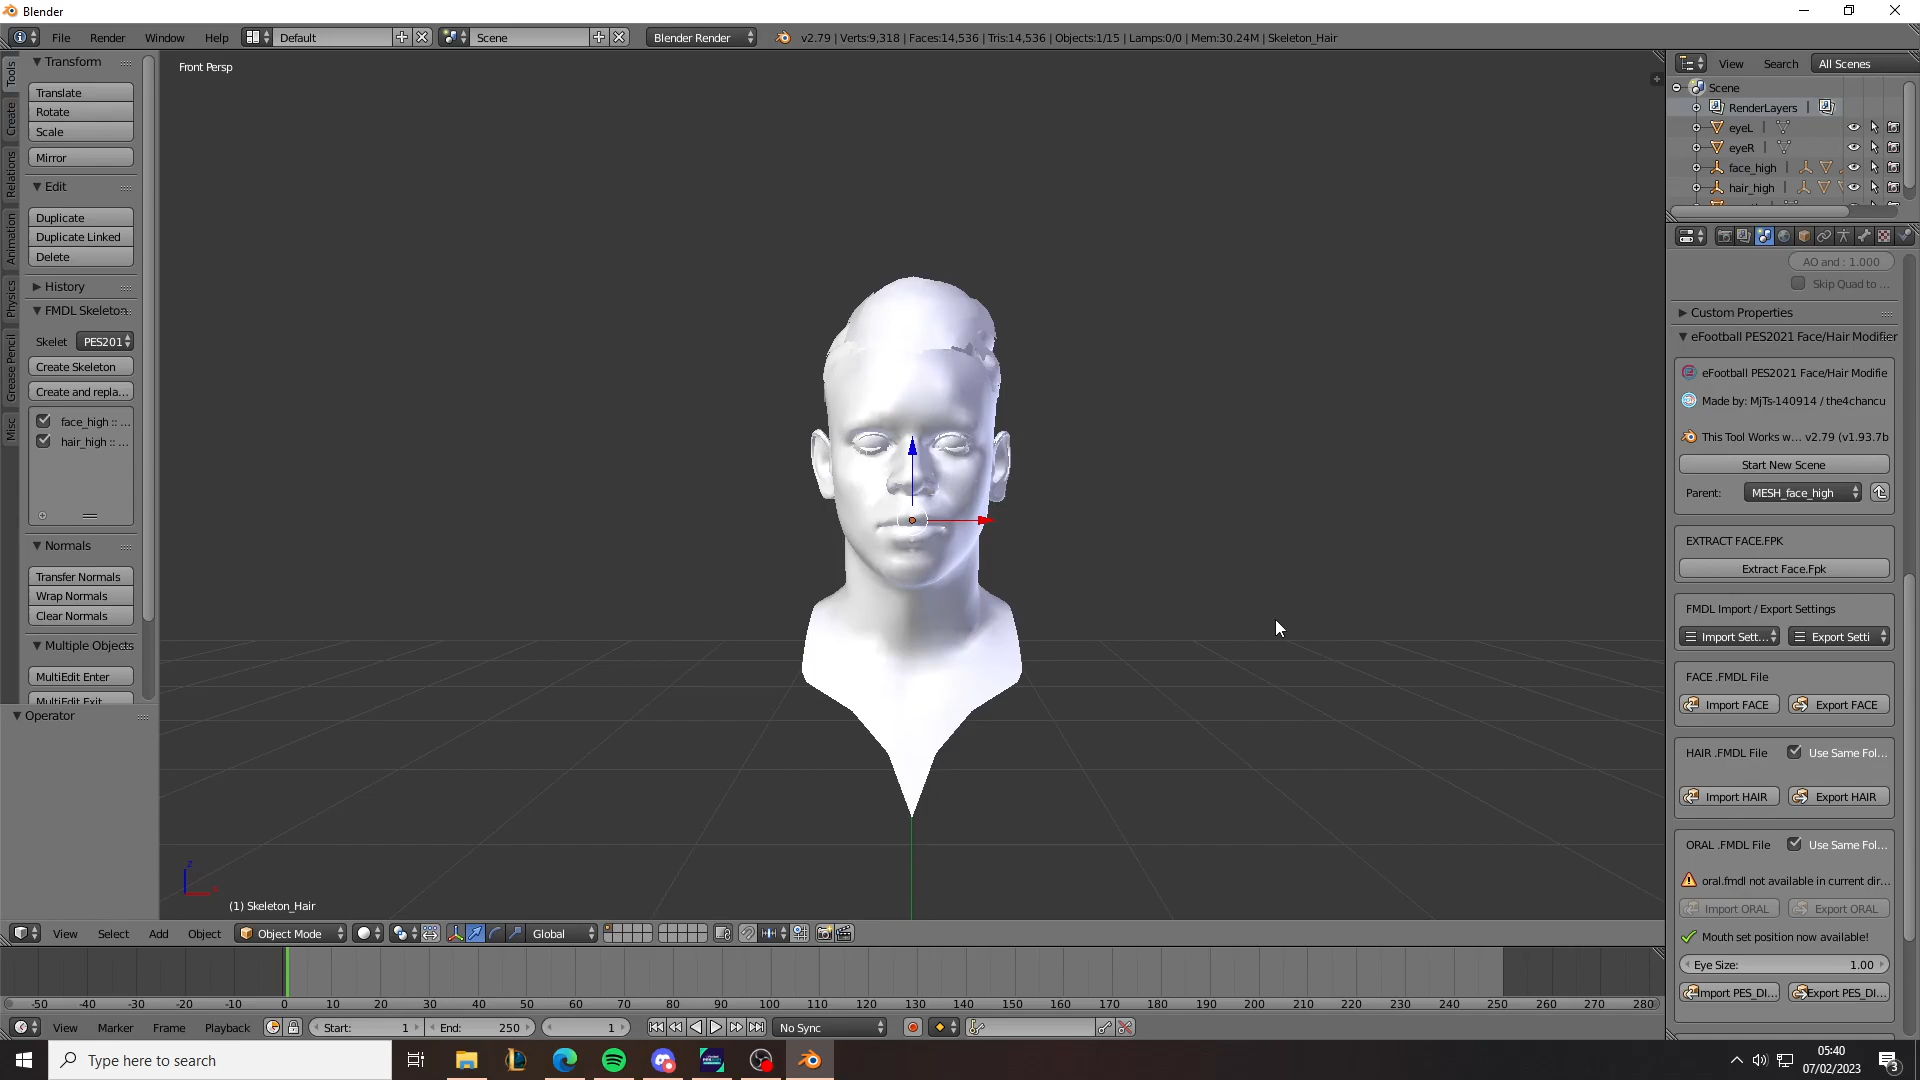 Blender
File Render Window Help Default Scene Blender Render v2.79 | Verts:9,318 | Faces:14,536 | Tris:14,536 | Objects:1/15 | Lamps:0/0 | Mem:30.24M | Skeleton_Hair
Tools
Create
Relations
Animation
Physics
Grease Pencil
Misc
Transform
Translate
Rotate
Scale
Mirror
Edit
Duplicate
Duplicate Linked
Delete
History
FMDL Skeleton
Skelet PES201
Create Skeleton
Create and repla...
face_high :: ...
hair_high :: ...
Normals
Transfer Normals
Wrap Normals
Clear Normals
Multiple Objects
MultiEdit Enter
MultiEdit Exit
Operator
Front Persp
(1) Skeleton_Hair
View Search All Scenes
Scene
RenderLayers
eyeL
eyeR
face_high
hair_high
AO and : 1.000
Skip Quad to ...
Custom Properties
eFootball PES2021 Face/Hair Modifier
eFootball PES2021 Face/Hair Modifie
Made by: MjTs-140914 / the4chancu
This Tool Works w... v2.79 (v1.93.7b
Start New Scene
Parent: MESH_face_high
EXTRACT FACE.FPK
Extract Face.Fpk
FMDL Import / Export Settings
Import Sett... Export Setti
FACE .FMDL File
Import FACE Export FACE
HAIR .FMDL File Use Same Fol...
Import HAIR Export HAIR
ORAL .FMDL File Use Same Fol...
oral.fmdl not available in current dir...
Import ORAL Export ORAL
Mouth set position now available!
Eye Size: 1.00
Import PES_DI... Export PES_DI...
View Select Add Object Object Mode Global
-50 -40 -30 -20 -10 0 10 20 30 40 50 60 70 80 90 100 110 120 130 140 150 160 170 180 190 200 210 220 230 240 250 260 270 280
View Marker Frame Playback Start: 1 End: 250 1 No Sync
Type here to search
05:40
07/02/2023
3